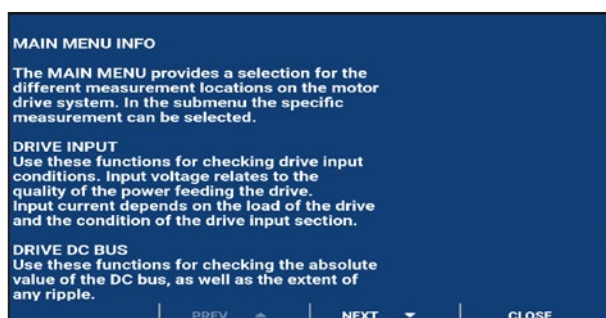 MAIN MENU INFO
The MAIN MENU provides a selection for the
different measurement locations on the motor
drive system. In the submenu the specific
measurement can be selected.
DRIVE INPUT
Use these functions for checking drive input
conditions. Input voltage relates to the
quality of the power feeding the drive.
Input current depends on the load of the drive
and the condition of the drive input section.
DRIVE DC BUS
Use these functions for checking the absolute
value of the DC bus, as well as the extent of
any ripple.
PREV NEXT CLOSE